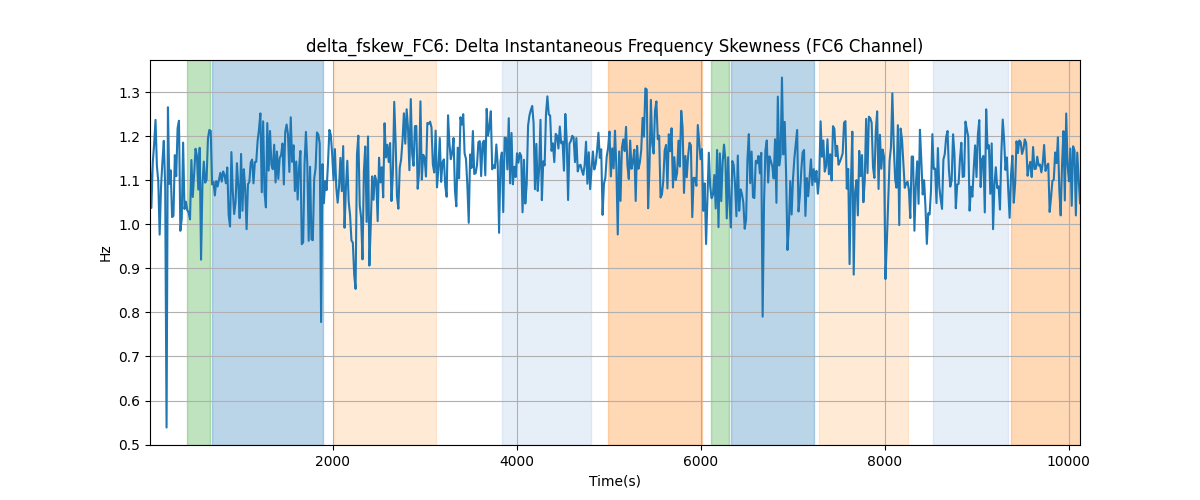 delta_fskew_FC6: Delta Instantaneous Frequency Skewness (FC6 Channel)
Hz
1.3
1.2
1.1
1.0
0.9
0.8
0.7
0.6
0.5
2000 4000 6000 8000 10000
Time(s)